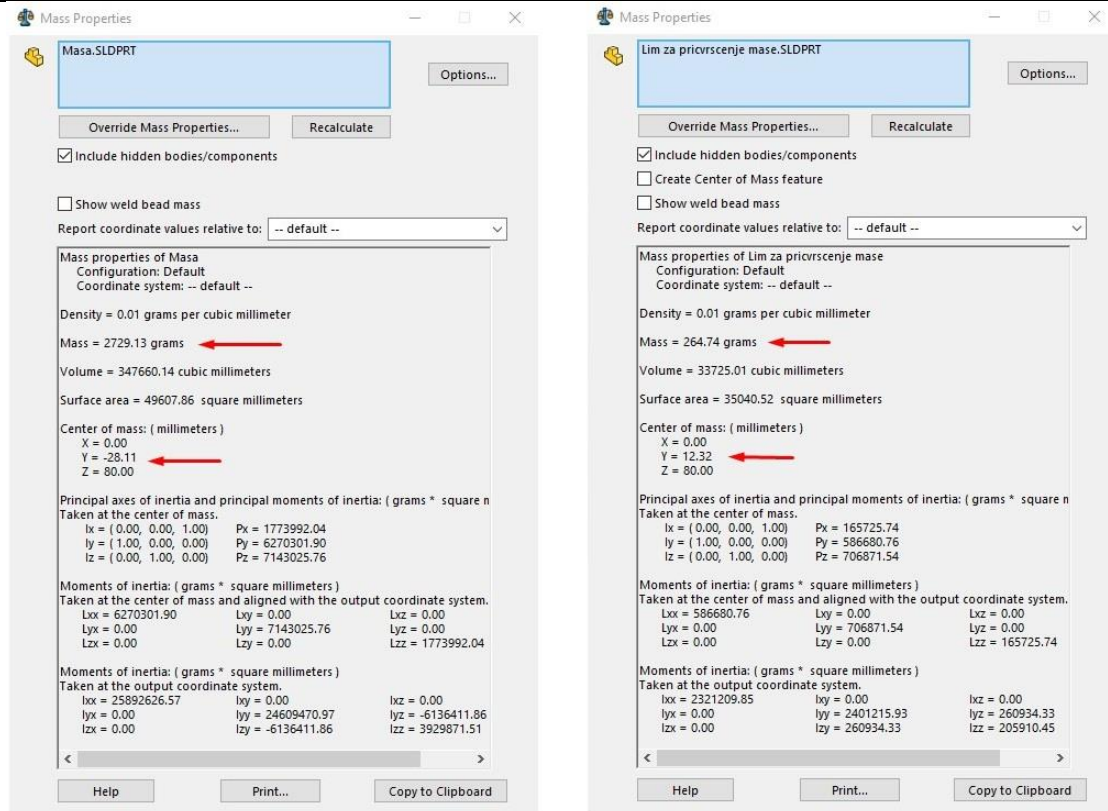 Mass Properties
Masa.SLDPRT
Options...
Override Mass Properties...
Recalculate
Include hidden bodies/components
Show weld bead mass
Report coordinate values relative to: -- default --
Mass properties of Masa
Configuration: Default
Coordinate system: -- default --
Density = 0.01 grams per cubic millimeter
Mass = 2729.13 grams
Volume = 347660.14 cubic millimeters
Surface area = 49607.86 square millimeters
Center of mass: ( millimeters )
X = 0.00
Y = -28.11
Z = 80.00
Principal axes of inertia and principal moments of inertia: ( grams * square m
Taken at the center of mass.
Ix = ( 0.00, 0.00, 1.00) Px = 1773992.04
Iy = ( 1.00, 0.00, 0.00) Py = 6270301.90
Iz = ( 0.00, 1.00, 0.00) Pz = 7143025.76
Moments of inertia: ( grams * square millimeters )
Taken at the center of mass and aligned with the output coordinate system.
Lxx = 6270301.90 Lxy = 0.00 Lxz = 0.00
Lyx = 0.00 Lyy = 7143025.76 Lyz = 0.00
Lzx = 0.00 Lzy = 0.00 Lzz = 1773992.04
Moments of inertia: ( grams * square millimeters )
Taken at the output coordinate system.
Ixx = 25892626.57 Ixy = 0.00 Ixz = 0.00
Iyx = 0.00 Iyy = 24609470.97 Iyz = -6136411.86
Izx = 0.00 Izy = -6136411.86 Izz = 3929871.51
Help
Print...
Copy to Clipboard
Mass Properties
Lim za pricvrscenje mase.SLDPRT
Options...
Override Mass Properties...
Recalculate
Include hidden bodies/components
Create Center of Mass feature
Show weld bead mass
Report coordinate values relative to: -- default --
Mass properties of Lim za pricvrscenje mase
Configuration: Default
Coordinate system: -- default --
Density = 0.01 grams per cubic millimeter
Mass = 264.74 grams
Volume = 33725.01 cubic millimeters
Surface area = 35040.52 square millimeters
Center of mass: ( millimeters )
X = 0.00
Y = 12.32
Z = 80.00
Principal axes of inertia and principal moments of inertia: ( grams * square m
Taken at the center of mass.
Ix = ( 0.00, 0.00, 1.00) Px = 165725.74
Iy = ( 1.00, 0.00, 0.00) Py = 586680.76
Iz = ( 0.00, 1.00, 0.00) Pz = 706871.54
Moments of inertia: ( grams * square millimeters )
Taken at the center of mass and aligned with the output coordinate system.
Lxx = 586680.76 Lxy = 0.00 Lxz = 0.00
Lyx = 0.00 Lyy = 706871.54 Lyz = 0.00
Lzx = 0.00 Lzy = 0.00 Lzz = 165725.74
Moments of inertia: ( grams * square millimeters )
Taken at the output coordinate system.
Ixx = 2321209.85 Ixy = 0.00 Ixz = 0.00
Iyx = 0.00 Iyy = 2401215.93 Iyz = 260934.33
Izx = 0.00 Izy = 260934.33 Izz = 205910.45
Help
Print...
Copy to Clipboard